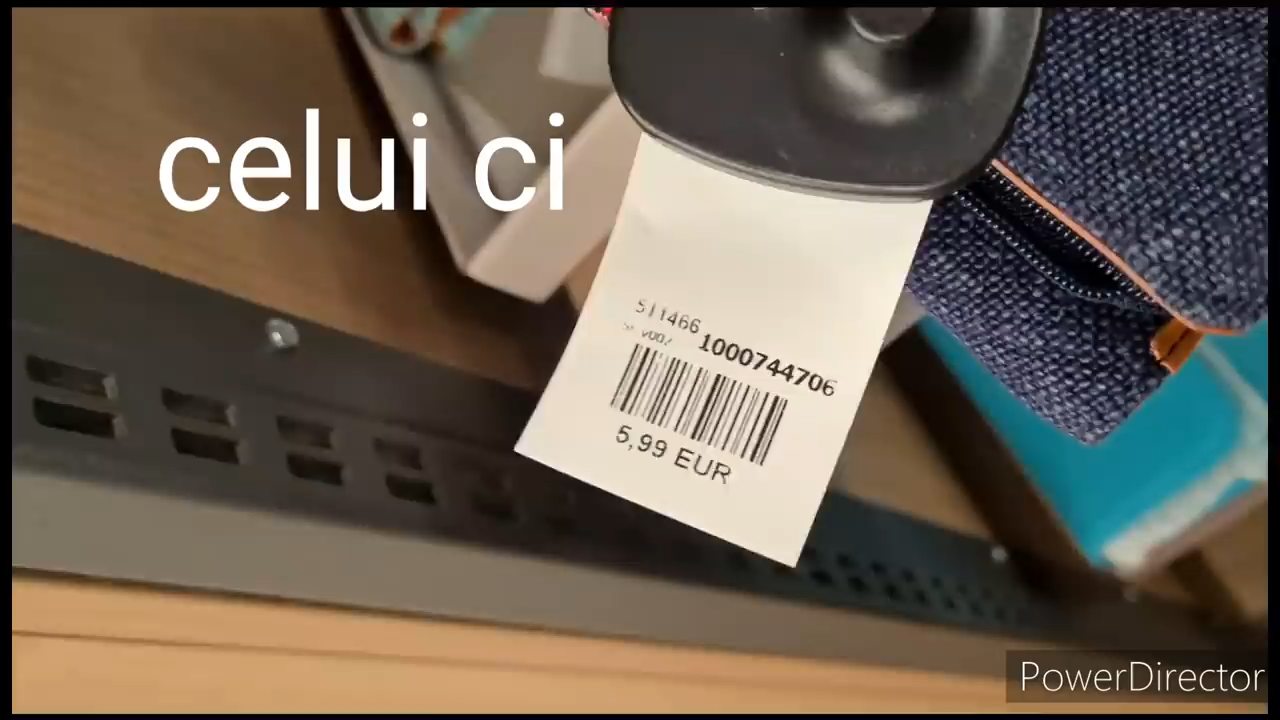 celui ci
511466
1000744706
5,99 EUR
PowerDirector